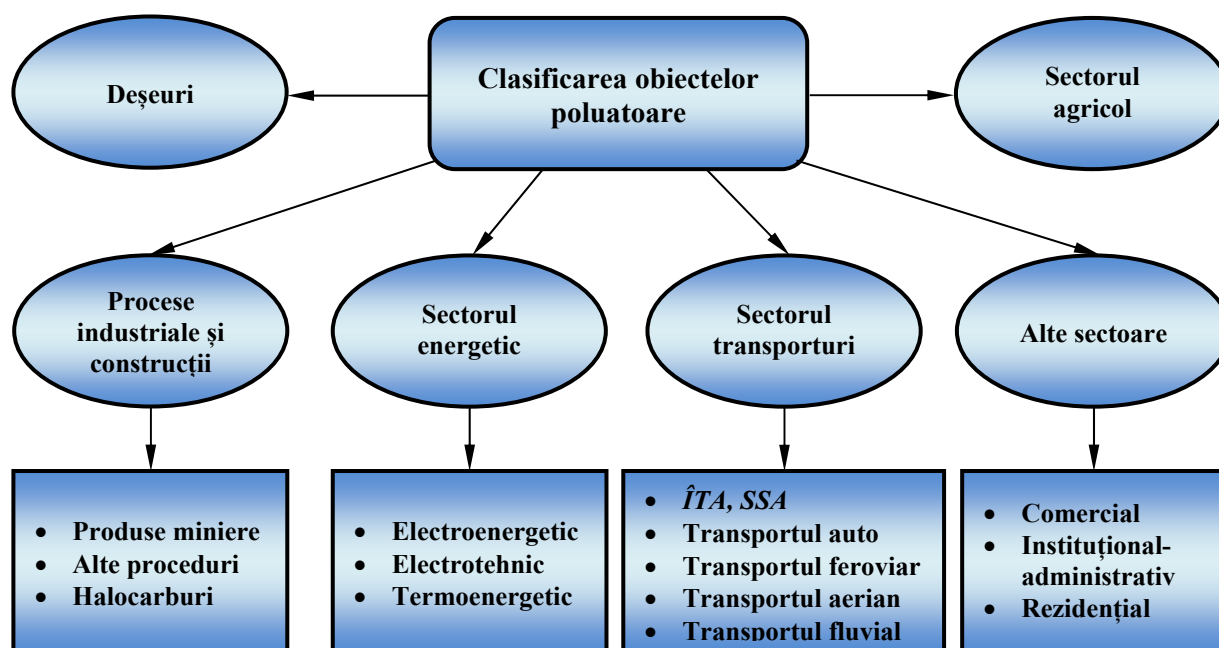 Clasificarea obiectelor
poluatoare
Deșeuri
Sectorul
agricol
Procese
industriale și
construcții
Sectorul
energetic
Sectorul
transporturi
Alte sectoare
• Produse miniere
• Alte proceduri
• Halocarburi
• Electroenergetic
• Electrotehnic
• Termoenergetic
• ÎTA, SSA
• Transportul auto
• Transportul feroviar
• Transportul aerian
• Transportul fluvial
• Comercial
• Instituțional-
administrativ
• Rezidențial